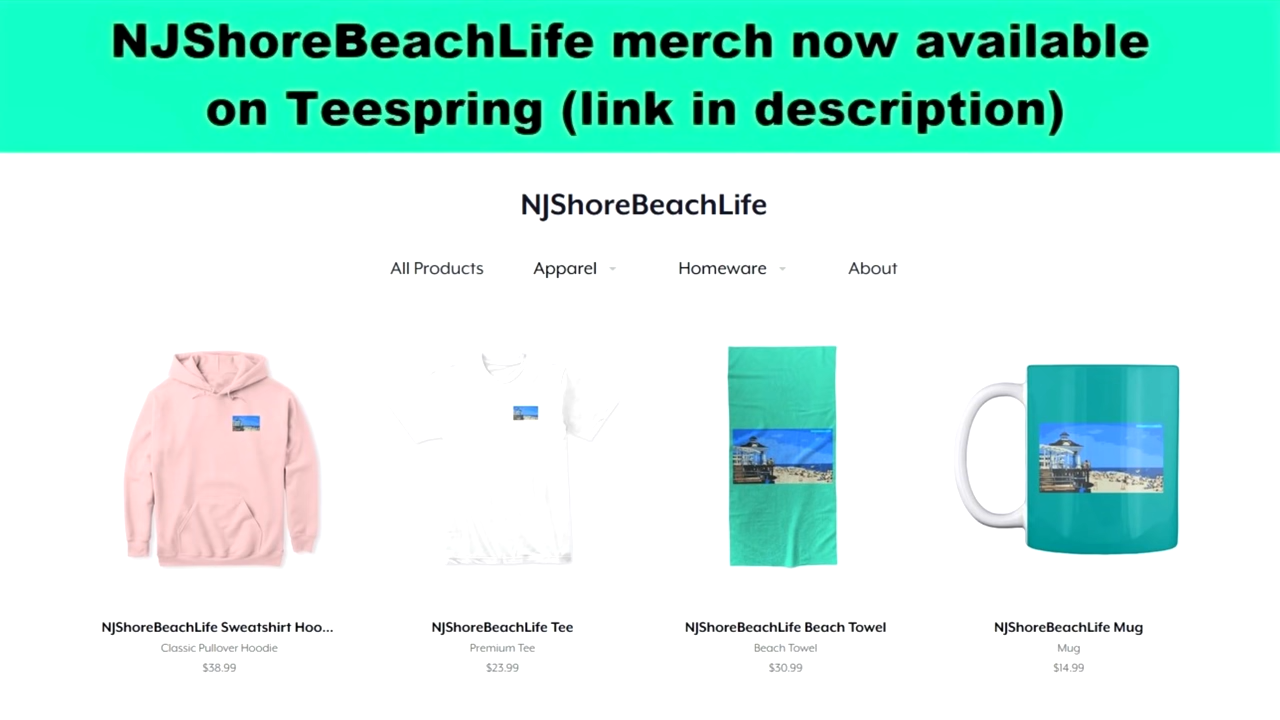 NJShoreBeachLife merch now available
on Teespring (link in description)
NJShoreBeachLife
All Products Apparel Homeware About
NJShoreBeachLife Sweatshirt Hoo...
Classic Pullover Hoodie
$38.99
NJShoreBeachLife Tee
Premium Tee
$23.99
NJShoreBeachLife Beach Towel
Beach Towel
$30.99
NJShoreBeachLife Mug
Mug
$14.99